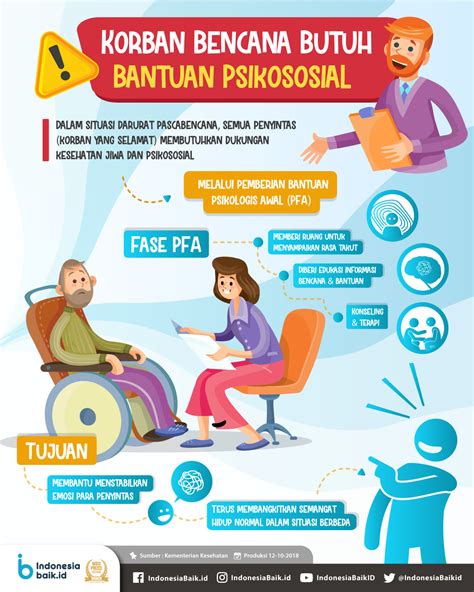 KORBAN BENCANA BUTUH
BANTUAN PSIKOSOSIAL
DALAM SITUASI DARURAT PASCABENCANA, SEMUA PENYINTAS
(KORBAN YANG SELAMAT) MEMBUTUHKAN DUKUNGAN
KESEHATAN JIWA DAN PSIKOSOSIAL
MELALUI PEMBERIAN BANTUAN
PSIKOLOGIS AWAL (PFA)
FASE PFA
MEMBERI RUANG UNTUK
MENYAMPAIKAN RASA TAKUT
DIBERI EDUKASI INFORMASI
BENCANA & BANTUAN
KONSELING
& TERAPI
TUJUAN
MEMBANTU MENSTABILKAN
EMOSI PARA PENYINTAS
TERUS MEMBANGKITKAN SEMANGAT
HIDUP NORMAL DALAM SITUASI BERBEDA
Indonesia
baik.id
Sumber : Kementerian Kesehatan
Produksi 12-10-2018
IndonesiaBaik.id
IndonesiaBaik.id
IndonesiaBaikID
@IndonesiaBaikid